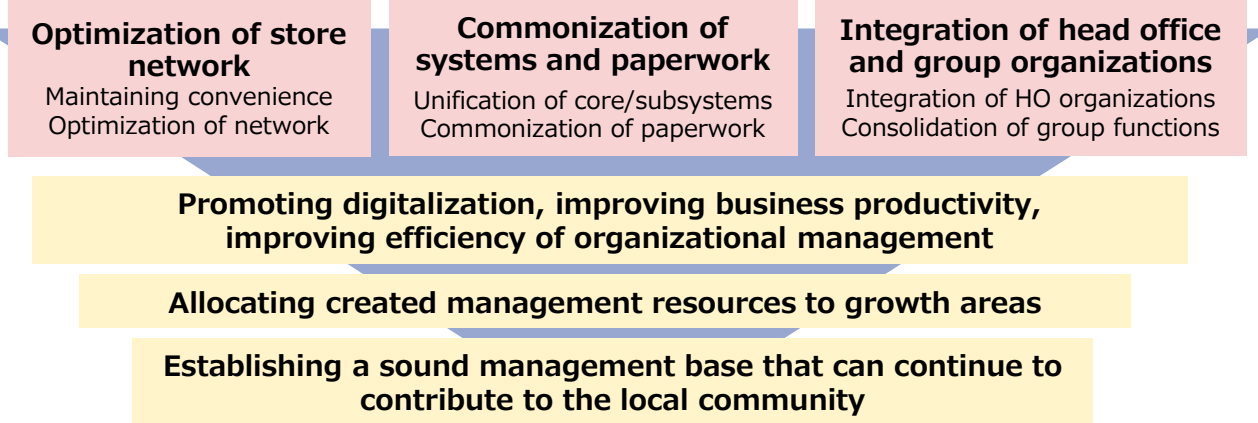 Optimization of store
network
Maintaining convenience
Optimization of network
Commonization of
systems and paperwork
Unification of core/subsystems
Commonization of paperwork
Integration of head office
and group organizations
Integration of HO organizations
Consolidation of group functions
Promoting digitalization, improving business productivity,
improving efficiency of organizational management
Allocating created management resources to growth areas
Establishing a sound management base that can continue to
contribute to the local community